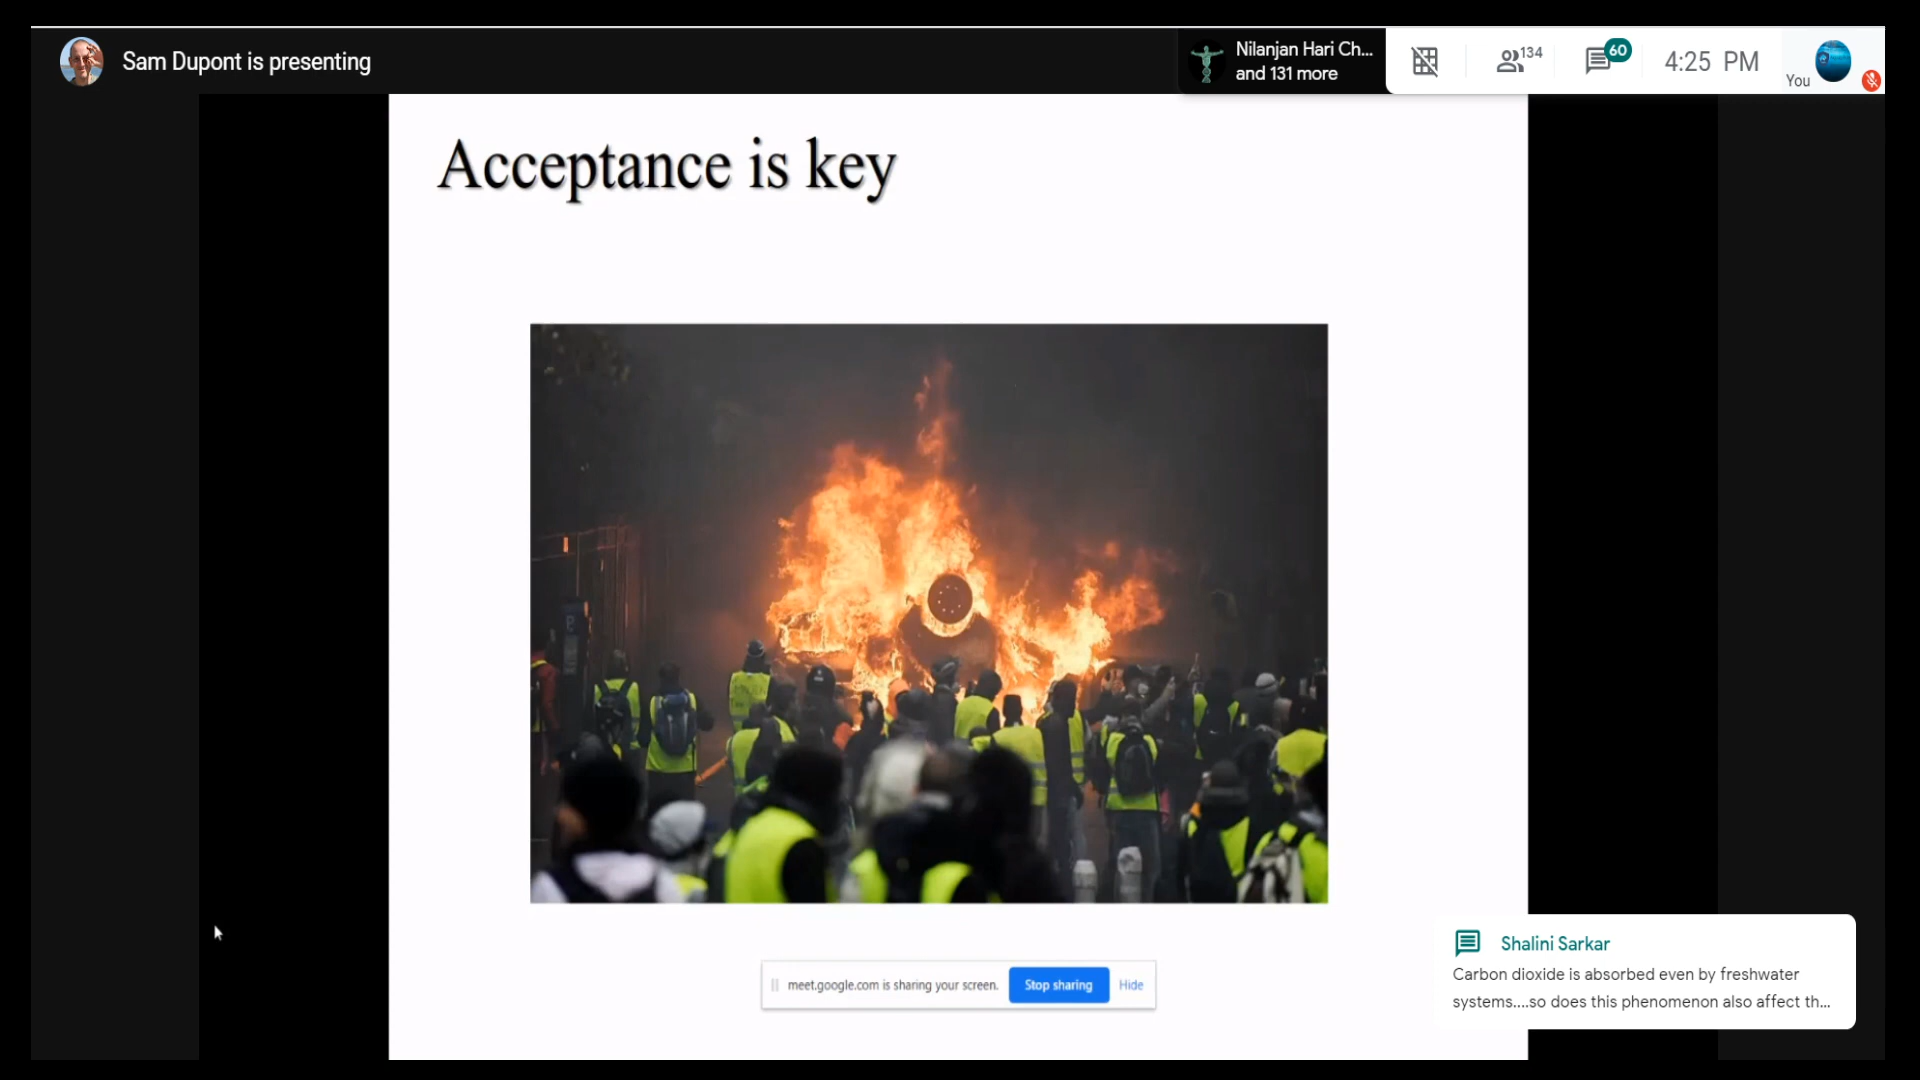 Sam Dupont is presenting
Nilanjan Hari Ch...
and 131 more
134
60
4:25 PM
You
Acceptance is key
P
meet.google.com is sharing your screen.
Stop sharing
Hide
Shalini Sarkar
Carbon dioxide is absorbed even by freshwater
systems....so does this phenomenon also affect th...